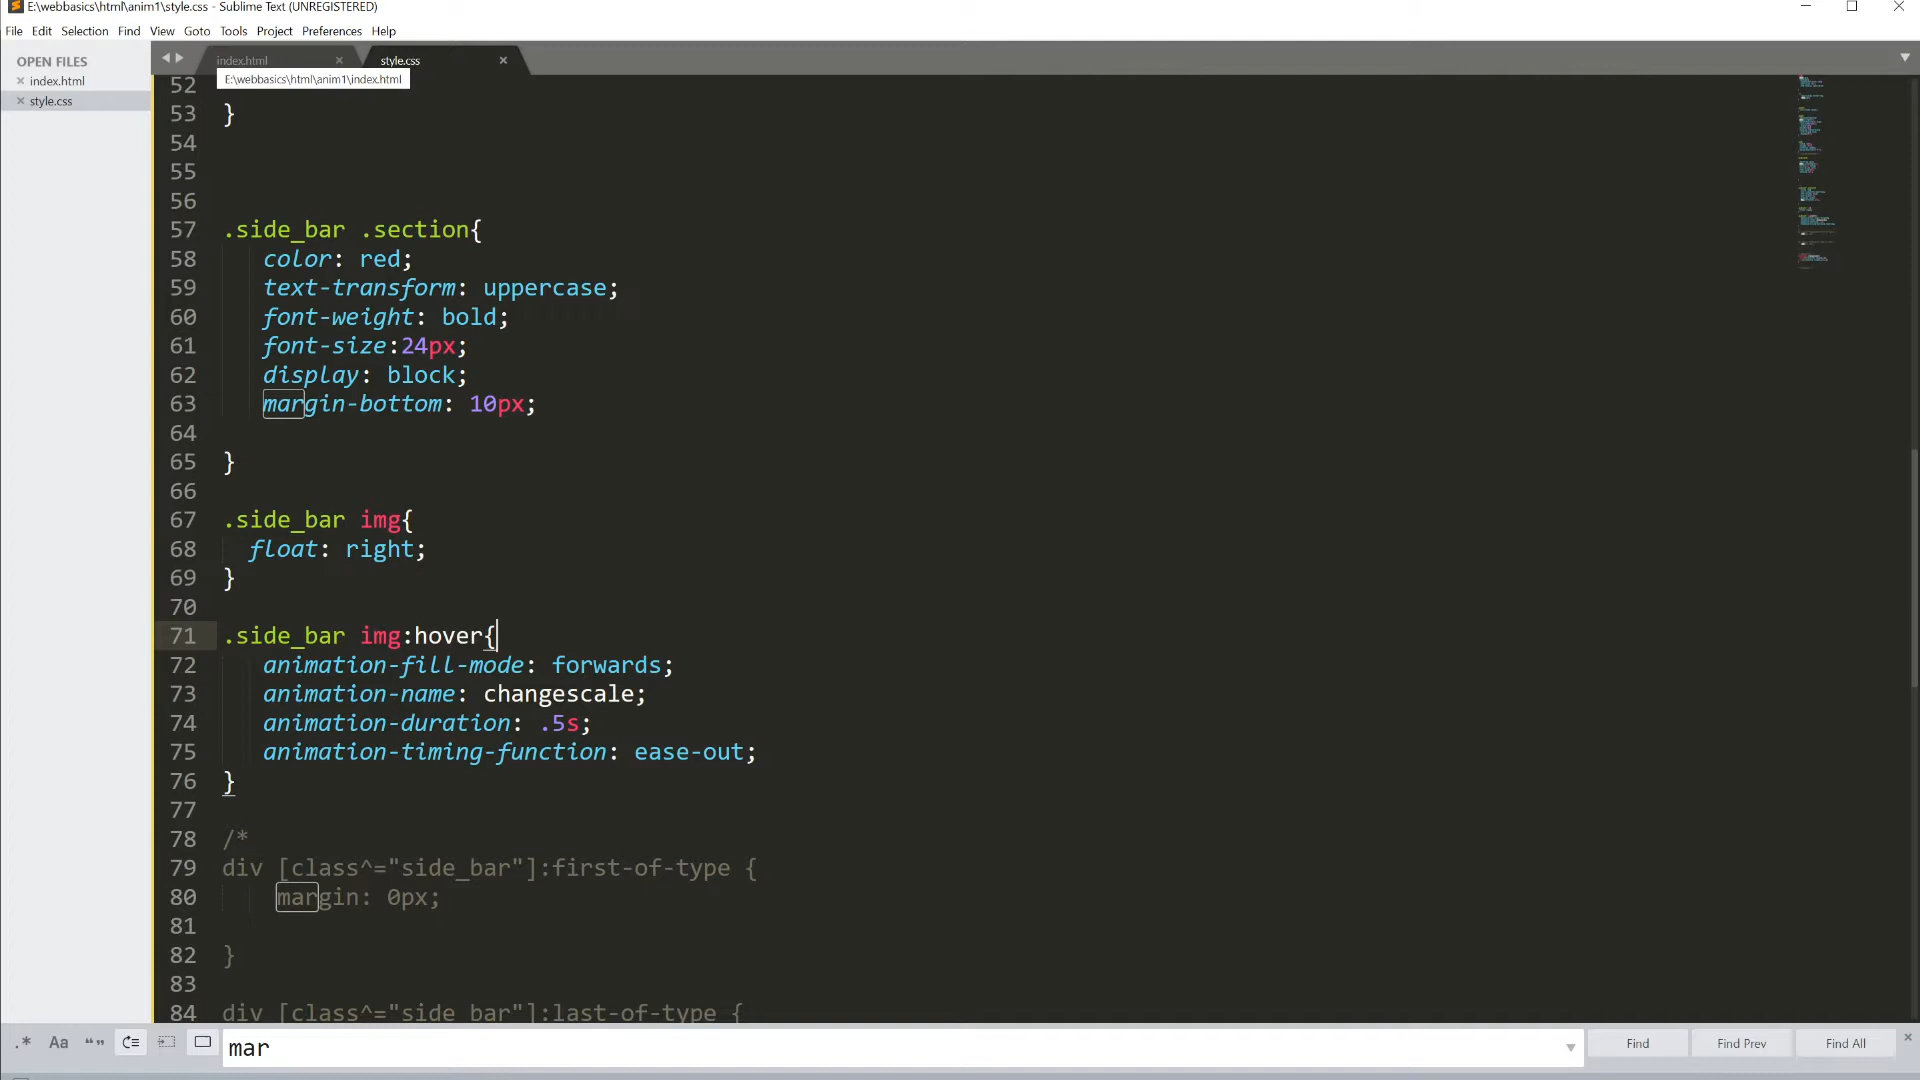 E:\webbasics\html\anim1\style.css - Sublime Text (UNREGISTERED)
File Edit Selection Find View Goto Tools Project Preferences Help
OPEN FILES
index.html
style.css
index.html
style.css
E:\webbasics\html\anim1\index.html
52
53 }
54
55
56
57 .side_bar .section{
58 color: red;
59 text-transform: uppercase;
60 font-weight: bold;
61 font-size:24px;
62 display: block;
63 margin-bottom: 10px;
64
65 }
66
67 .side_bar img{
68 float: right;
69 }
70
71 .side_bar img:hover{
72 animation-fill-mode: forwards;
73 animation-name: changescale;
74 animation-duration: .5s;
75 animation-timing-function: ease-out;
76 }
77
78 /*
79 div [class^="side_bar"]:first-of-type {
80 margin: 0px;
81
82 }
83
84 div [class^="side_bar"]:last-of-type {
.* Aa “” mar Find Find Prev Find All